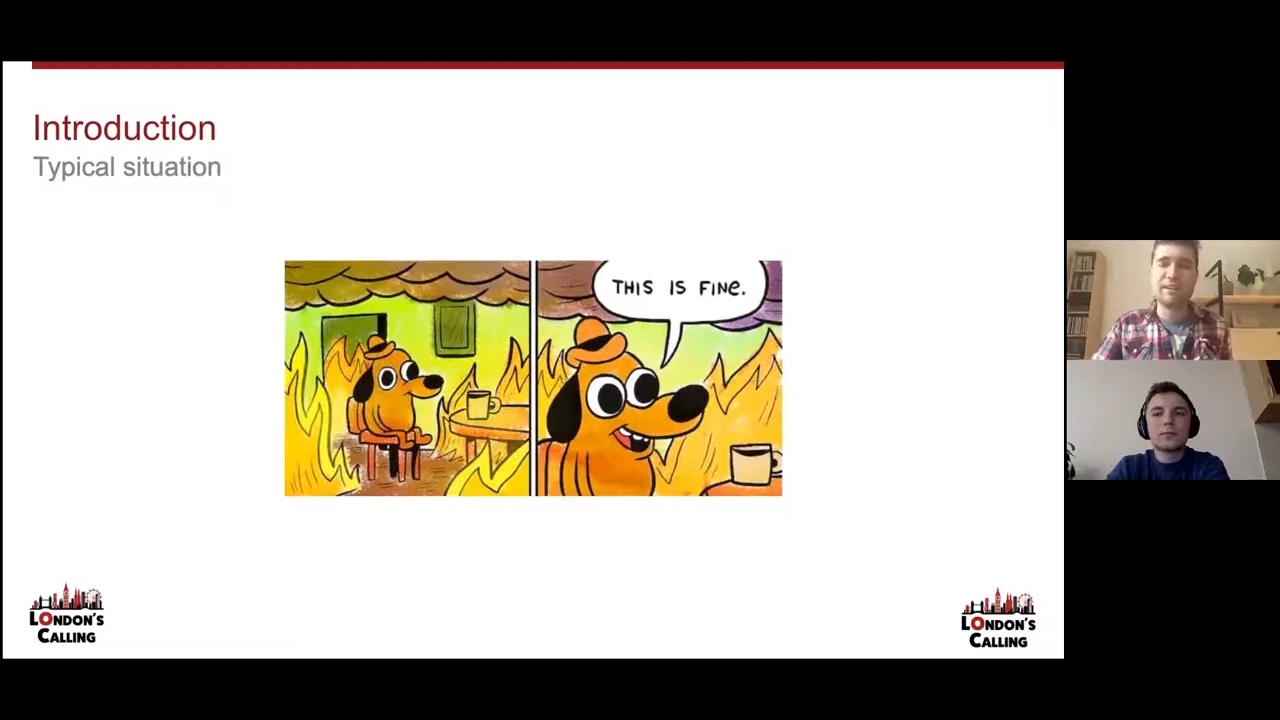 Introduction
Typical situation
THIS IS FINE.
LONDON'S
CALLING
LONDON'S
CALLING